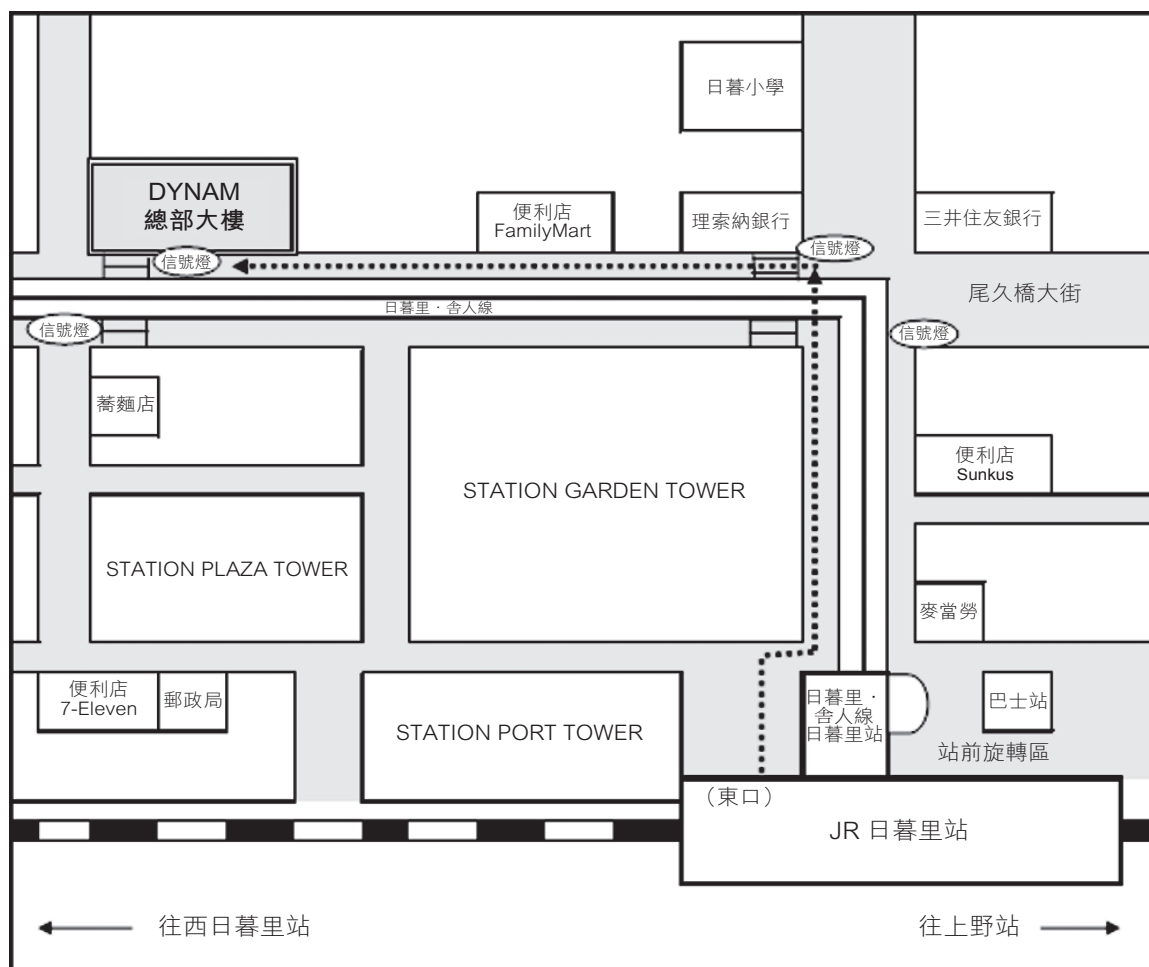 日暮小學
DYNAM
總部大樓
便利店
FamilyMart
理索納銀行
三井住友銀行
信號燈
信號燈
尾久橋大街
日暮里・舎人線
信號燈
信號燈
蕎麵店
便利店
Sunkus
STATION GARDEN TOWER
STATION PLAZA TOWER
麥當勞
便利店
7-Eleven
郵政局
STATION PORT TOWER
日暮里・
舎人線
日暮里站
巴士站
站前旋轉區
（東口）
JR 日暮里站
往西日暮里站
往上野站